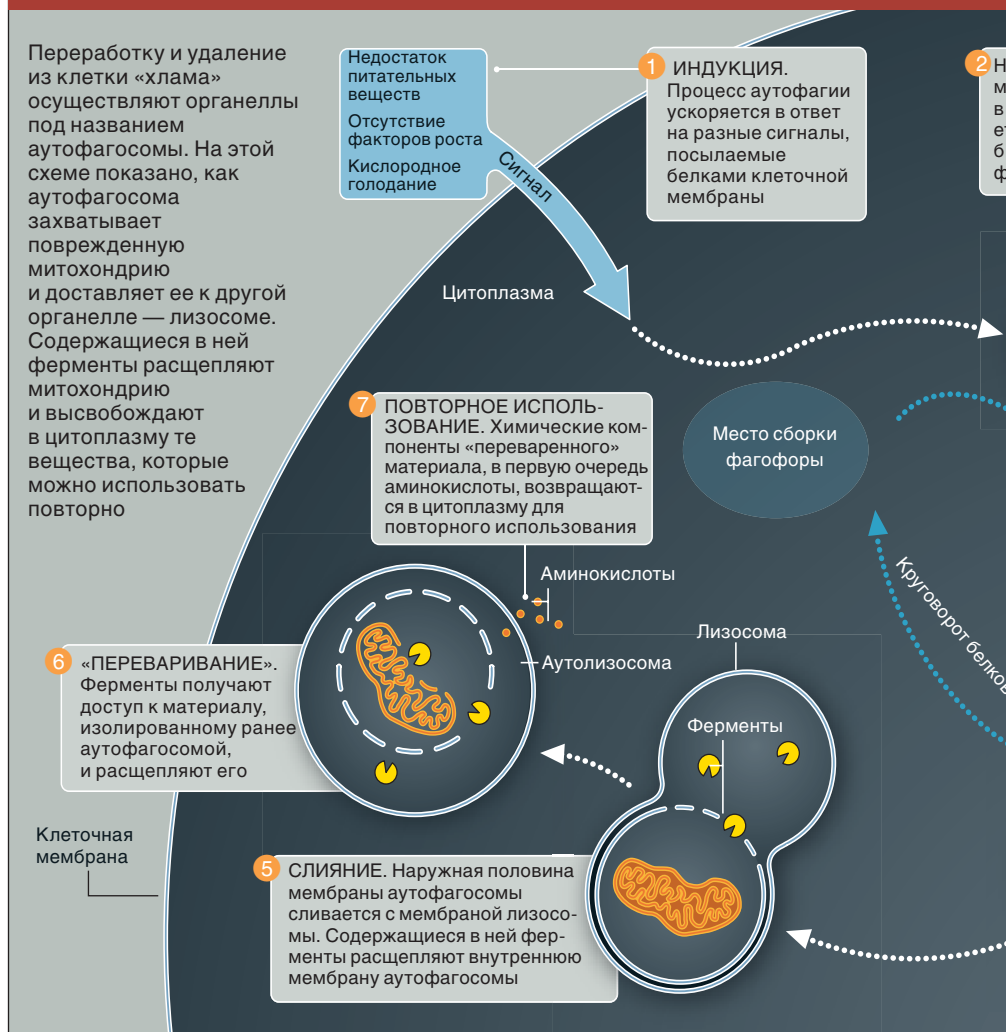 Переработку и удаление
из клетки «хлама»
осуществляют органеллы
под названием
аутофагосомы. На этой
схеме показано, как
аутофагосома
захватывает
поврежденную
митохондрию
и доставляет ее к другой
органелле — лизосоме.
Содержащиеся в ней
ферменты расщепляют
митохондрию
и высвобождают
в цитоплазму те
вещества, которые
можно использовать
повторно
Недостаток
питательных
веществ
Отсутствие
факторов роста
Кислородное
голодание
Сигнал
1 ИНДУКЦИЯ.
Процесс аутофагии
ускоряется в ответ
на разные сигналы,
посылаемые
белками клеточной
мембраны
2
Цитоплазма
7 ПОВТОРНОЕ ИСПОЛЬ-
ЗОВАНИЕ. Химические ком-
поненты «переваренного»
материала, в первую очередь
аминокислоты, возвращают-
ся в цитоплазму для
повторного использования
Место сборки
фагофоры
Круговорот белков
Аминокислоты
Аутолизосома
Лизосома
Ферменты
6 «ПЕРЕВАРИВАНИЕ».
Ферменты получают
доступ к материалу,
изолированному ранее
аутофагосомой,
и расщепляют его
Клеточная
мембрана
5 СЛИЯНИЕ. Наружная половина
мембраны аутофагосомы
сливается с мембраной лизосо-
мы. Содержащиеся в ней фер-
менты расщепляют внутреннюю
мембрану аутофагосомы